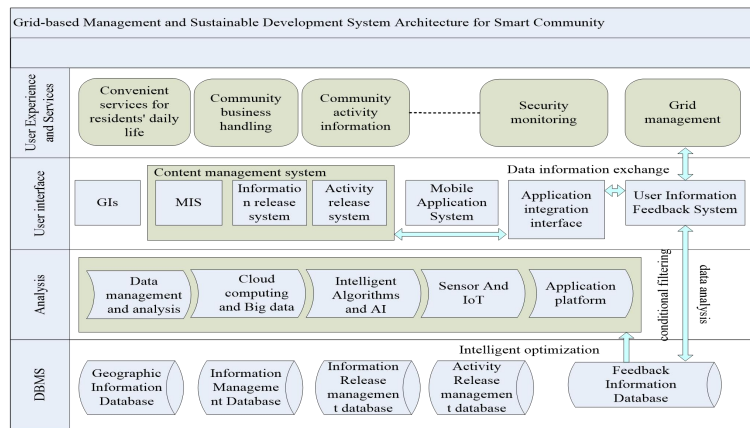 Grid-based Management and Sustainable Development System Architecture for Smart Community
User Experience
and Services
Convenient
services for
residents' daily
life
Community
business
handling
Community
activity
information
Security
monitoring
Grid
management
User interface
Content management system
Data information exchange
GIs
MIS
Informatio
n release
system
Activity
release
system
Mobile
Application
System
Application
integration
interface
User Information
Feedback System
Analysis
Data
management
and analysis
Cloud
computing
and Big data
Intelligent
Algorithms
and AI
Sensor And
IoT
Application
platform
conditional filtering
data analysis
Intelligent optimization
DBMS
Geographic
Information
Database
Information
Manageme
nt Database
Information
Release
managemen
t database
Activity
Release
managemen
t database
Feedback
Information
Database